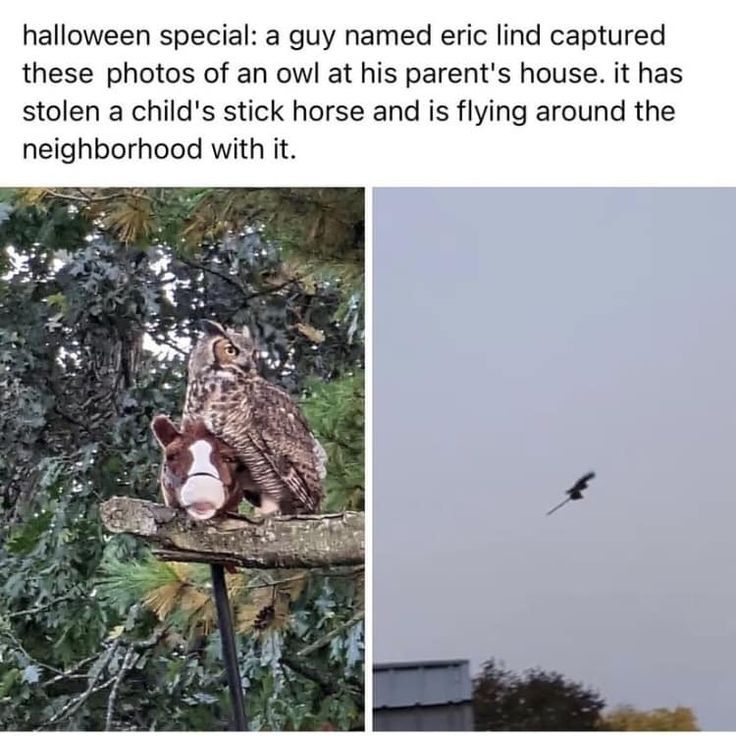 halloween special: a guy named eric lind captured
these photos of an owl at his parent's house. it has
stolen a child's stick horse and is flying around the
neighborhood with it.